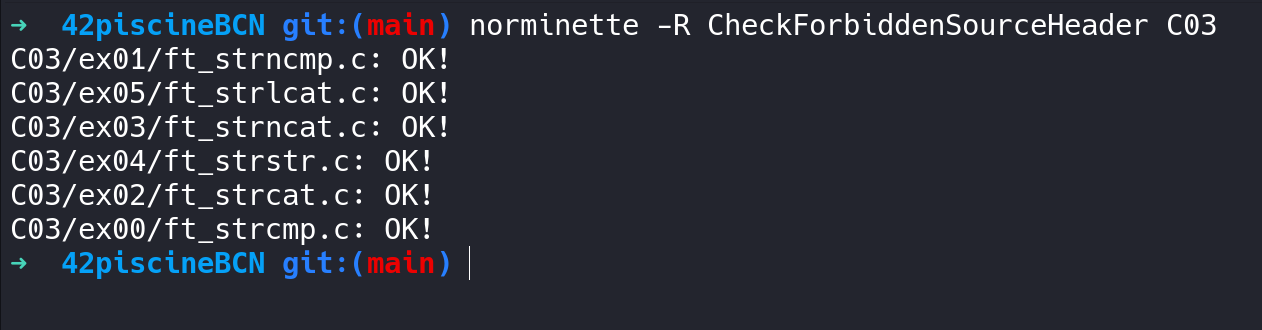 ➜  42piscineBCN git:(main) norminette -R CheckForbiddenSourceHeader C03
C03/ex01/ft_strncmp.c: OK!
C03/ex05/ft_strlcat.c: OK!
C03/ex03/ft_strncat.c: OK!
C03/ex04/ft_strstr.c: OK!
C03/ex02/ft_strcat.c: OK!
C03/ex00/ft_strcmp.c: OK!
➜  42piscineBCN git:(main)